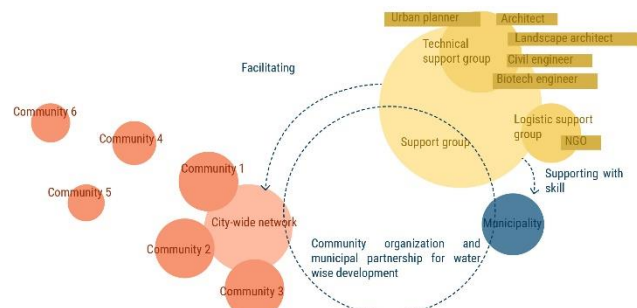 Urban planner
Architect
Technical
support group
Landscape architect
Civil engineer
Biotech engineer
Facilitating
Logistic support
group
NGO
Support group
Supporting with
skill
Community 6
Community 4
Community 1
Community 5
City-wide network
Municipality
Community 2
Community organization and
municipal partnership for water
wise development
Community 3